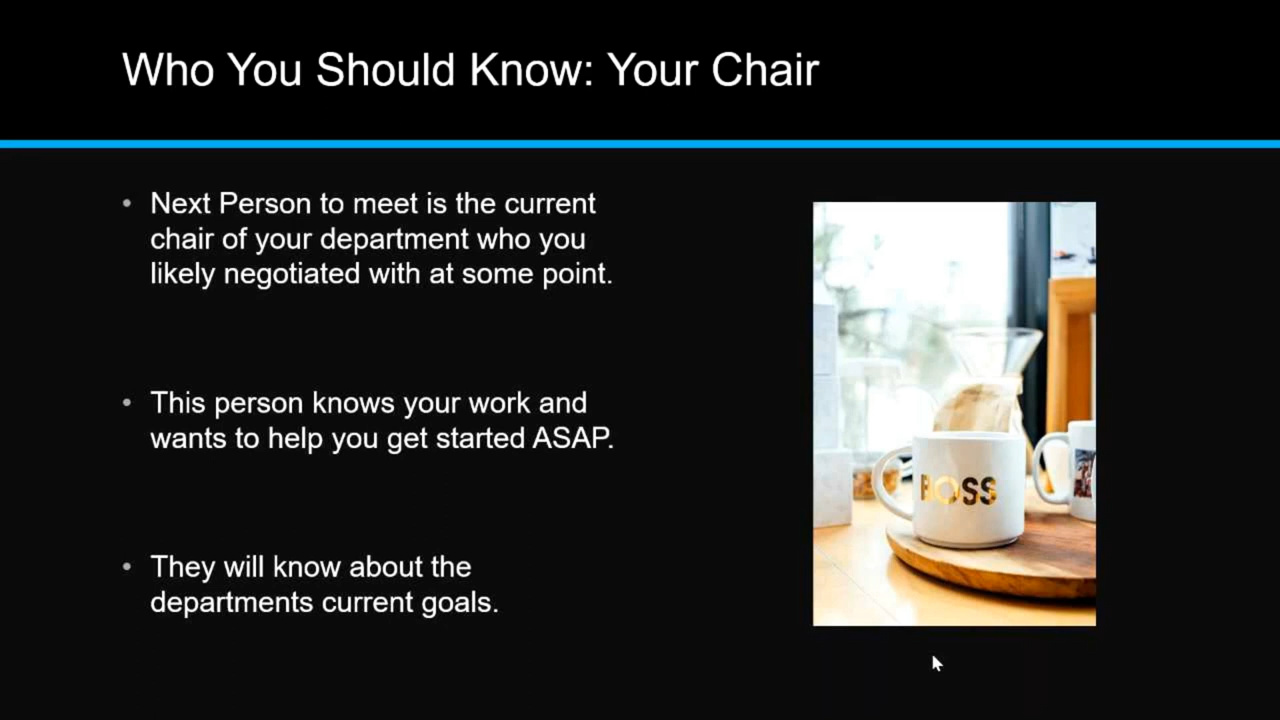 Who You Should Know: Your Chair
Next Person to meet is the current
chair of your department who you
likely negotiated with at some point.
This person knows your work and
wants to help you get started ASAP.
They will know about the
departments current goals.
BOSS